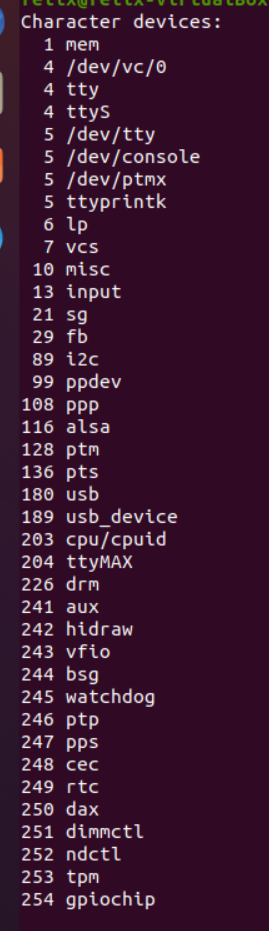 Character devices:
1 mem
4 /dev/vc/0
4 tty
4 ttyS
5 /dev/tty
5 /dev/console
5 /dev/ptmx
5 ttyprintk
6 lp
7 vcs
10 misc
13 input
21 sg
29 fb
89 i2c
99 ppdev
108 ppp
116 alsa
128 ptm
136 pts
180 usb
189 usb_device
203 cpu/cpuid
204 ttyMAX
226 drm
241 aux
242 hidraw
243 vfio
244 bsg
245 watchdog
246 ptp
247 pps
248 cec
249 rtc
250 dax
251 dimmctl
252 ndctl
253 tpm
254 gpiochip